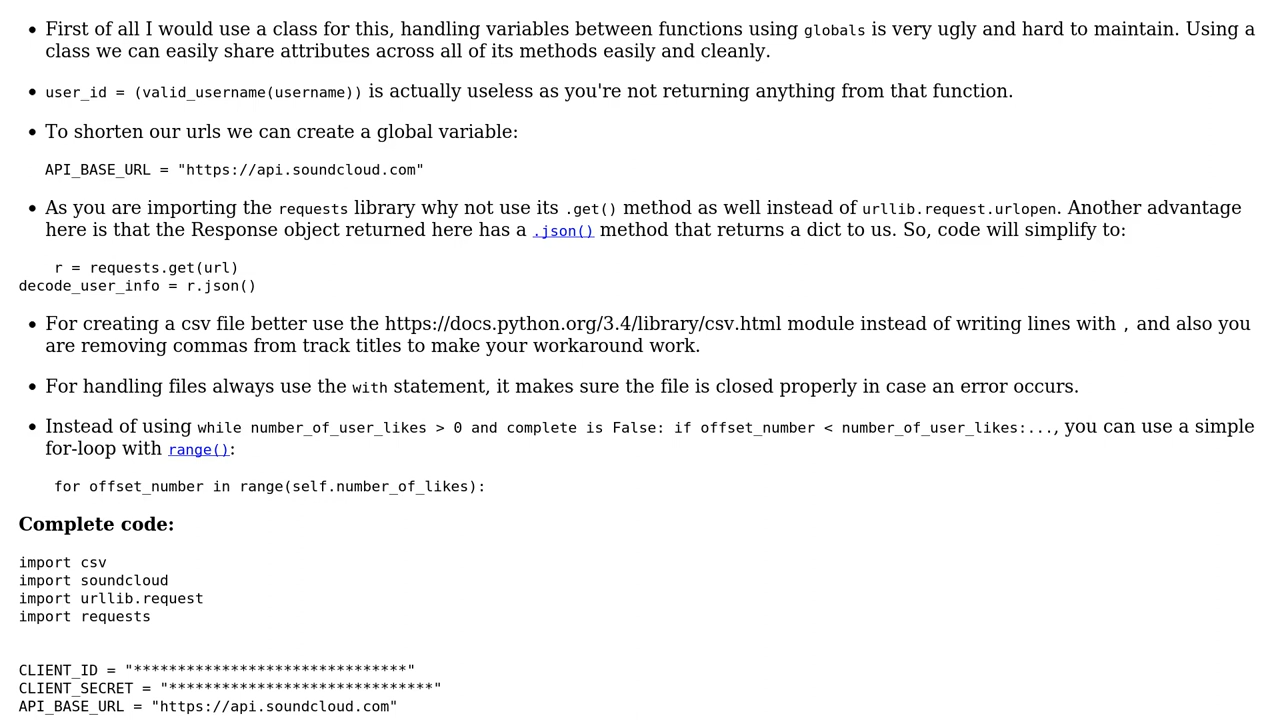 • First of all I would use a class for this, handling variables between functions using globals is very ugly and hard to maintain. Using a
class we can easily share attributes across all of its methods easily and cleanly.
• user_id = (valid_username(username)) is actually useless as you're not returning anything from that function.
• To shorten our urls we can create a global variable:
API_BASE_URL = "https://api.soundcloud.com"
• As you are importing the requests library why not use its .get() method as well instead of urllib.request.urlopen. Another advantage
here is that the Response object returned here has a .json() method that returns a dict to us. So, code will simplify to:
    r = requests.get(url)
decode_user_info = r.json()
• For creating a csv file better use the https://docs.python.org/3.4/library/csv.html module instead of writing lines with , and also you
are removing commas from track titles to make your workaround work.
• For handling files always use the with statement, it makes sure the file is closed properly in case an error occurs.
• Instead of using while number_of_user_likes > 0 and complete is False: if offset_number < number_of_user_likes:..., you can use a simple
for-loop with range():
    for offset_number in range(self.number_of_likes):
Complete code:
import csv
import soundcloud
import urllib.request
import requests
CLIENT_ID = "*******************************"
CLIENT_SECRET = "******************************"
API_BASE_URL = "https://api.soundcloud.com"